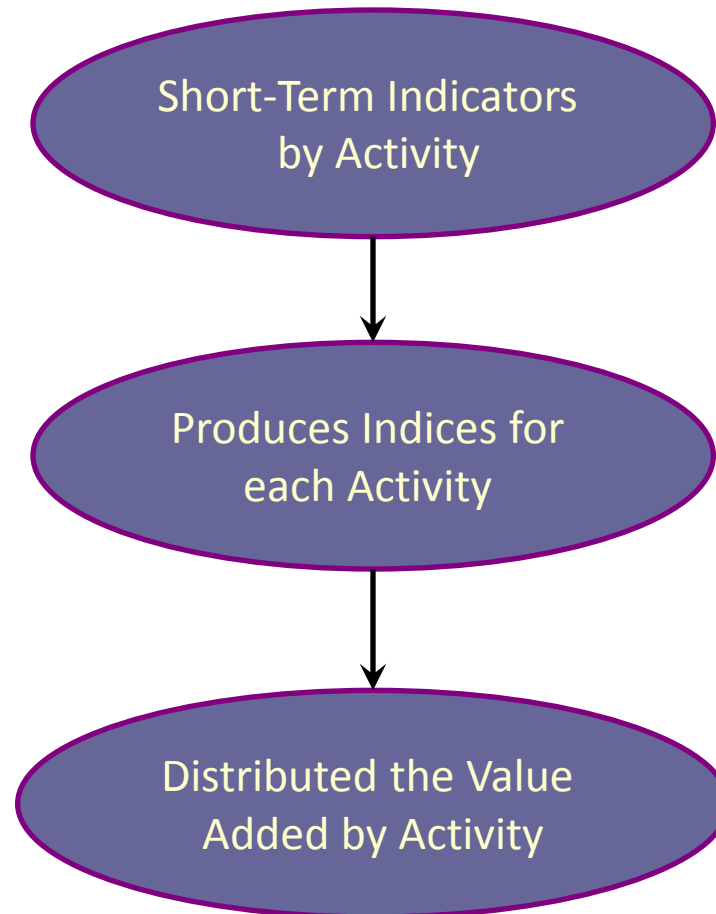 Short-Term Indicators
by Activity
Produces Indices for
each Activity
Distributed the Value
Added by Activity